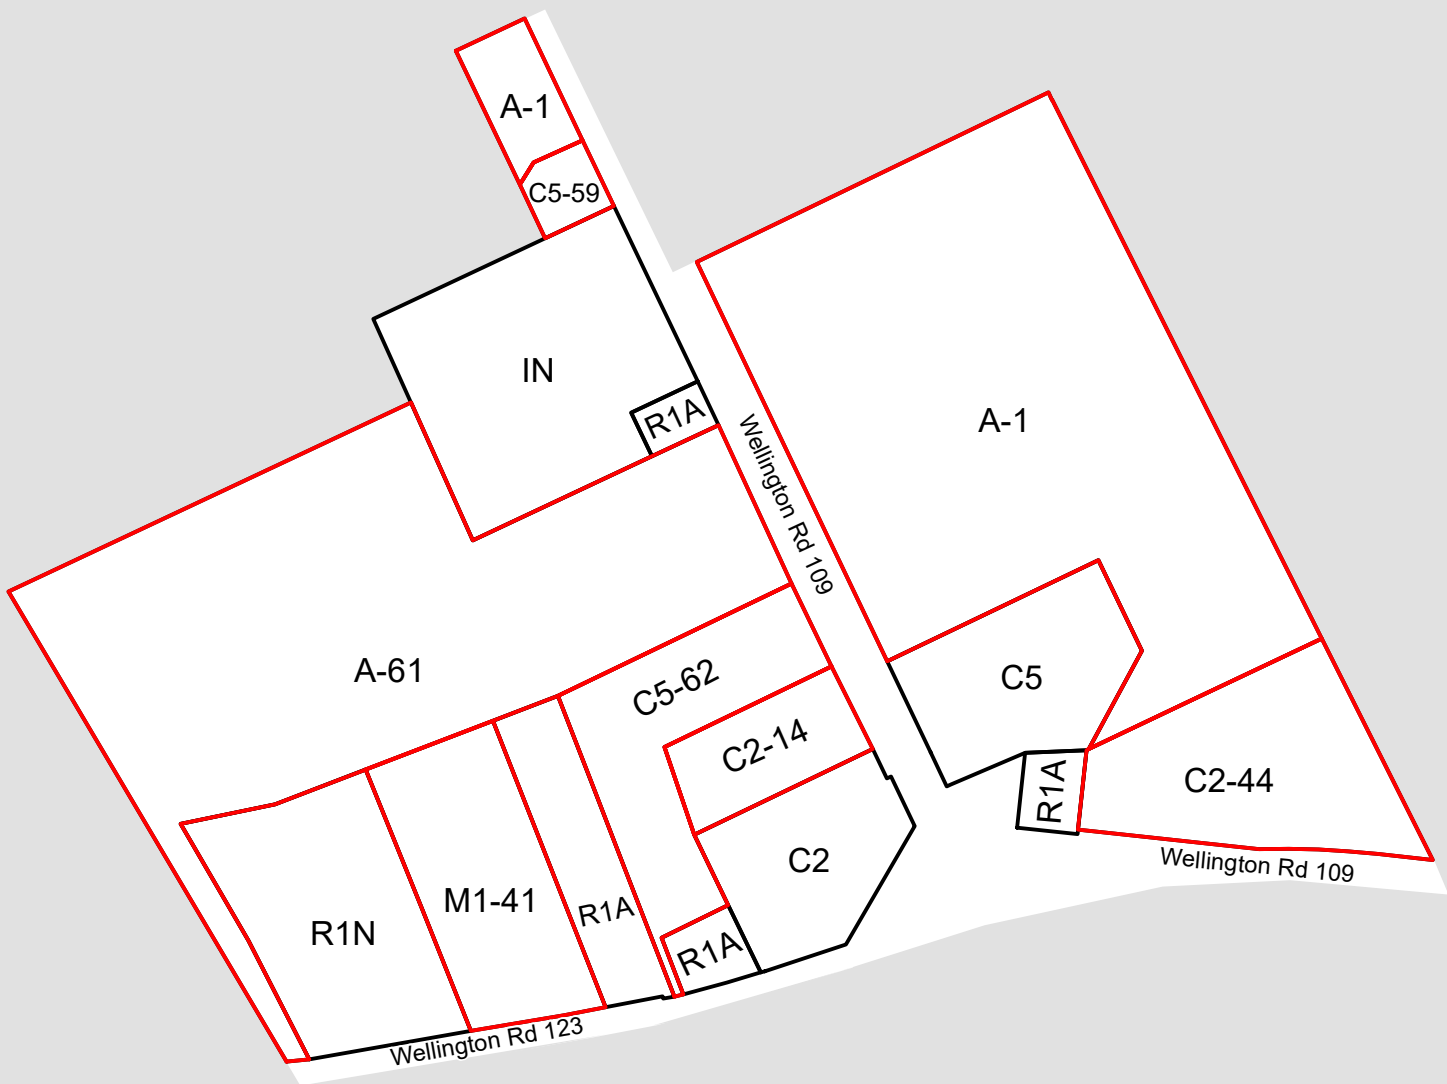 A-1
C5-59
IN
R1A
Wellington Rd 109
A-1
A-61
C5-62
C5
C2-14
R1A
C2-44
C2
Wellington Rd 109
M1-41
R1A
R1N
R1A
Wellington Rd 123